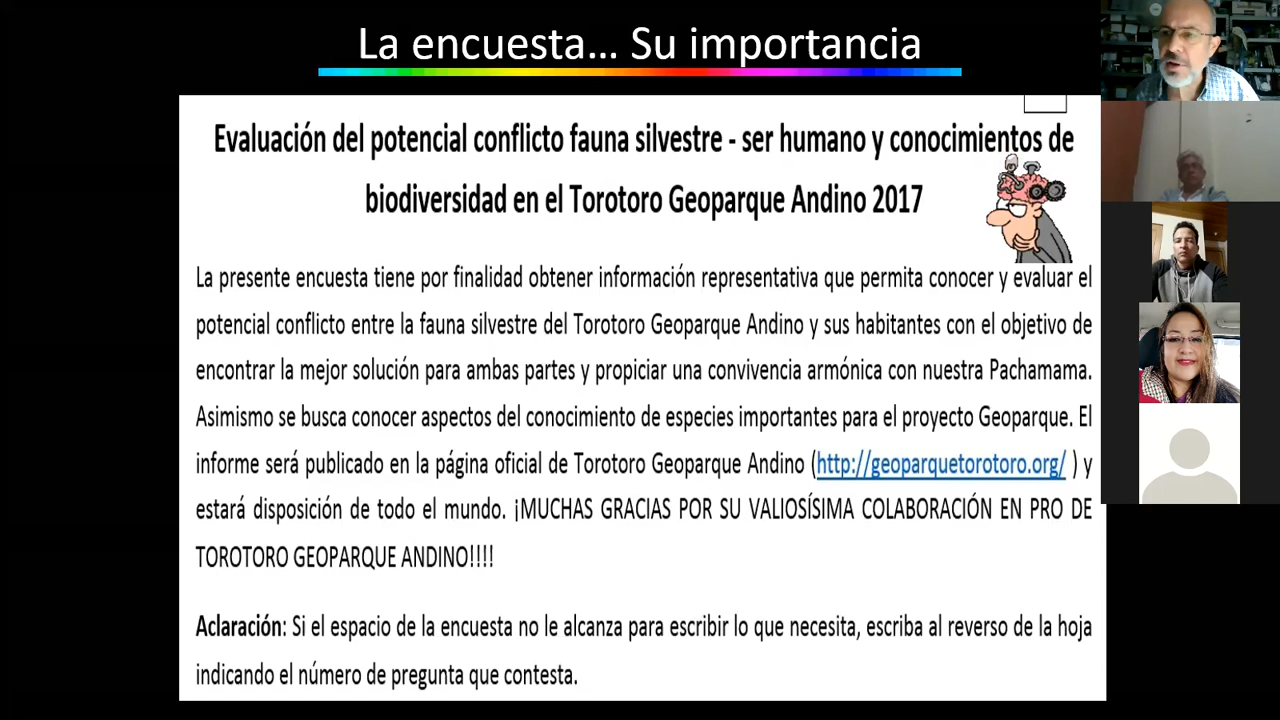 La encuesta... Su importancia
Evaluación del potencial conflicto fauna silvestre - ser humano y conocimientos de
biodiversidad en el Torotoro Geoparque Andino 2017
La presente encuesta tiene por finalidad obtener información representativa que permita conocer y evaluar el
potencial conflicto entre la fauna silvestre del Torotoro Geoparque Andino y sus habitantes con el objetivo de
encontrar la mejor solución para ambas partes y propiciar una convivencia armónica con nuestra Pachamama.
Asimismo se busca conocer aspectos del conocimiento de especies importantes para el proyecto Geoparque. El
informe será publicado en la página oficial de Torotoro Geoparque Andino (http://geoparquetorotoro.org/ ) y
estará disposición de todo el mundo. ¡MUCHAS GRACIAS POR SU VALIOSÍSIMA COLABORACIÓN EN PRO DE
TOROTORO GEOPARQUE ANDINO!!!!
Aclaración: Si el espacio de la encuesta no le alcanza para escribir lo que necesita, escriba al reverso de la hoja
indicando el número de pregunta que contesta.